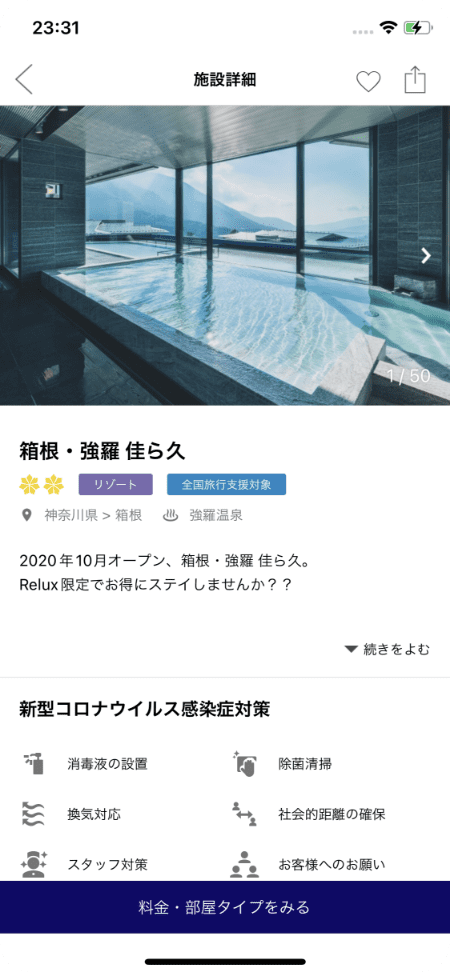 23:31
施設詳細
1 / 50
箱根・強羅 佳ら久
リゾート 全国旅行支援対象
神奈川県 > 箱根 強羅温泉
2020年10月オープン、箱根・強羅 佳ら久。
Relux限定でお得にステイしませんか？？
続きをよむ
新型コロナウイルス感染症対策
消毒液の設置 除菌清掃
換気対応 社会的距離の確保
スタッフ対策 お客様へのお願い
料金・部屋タイプをみる